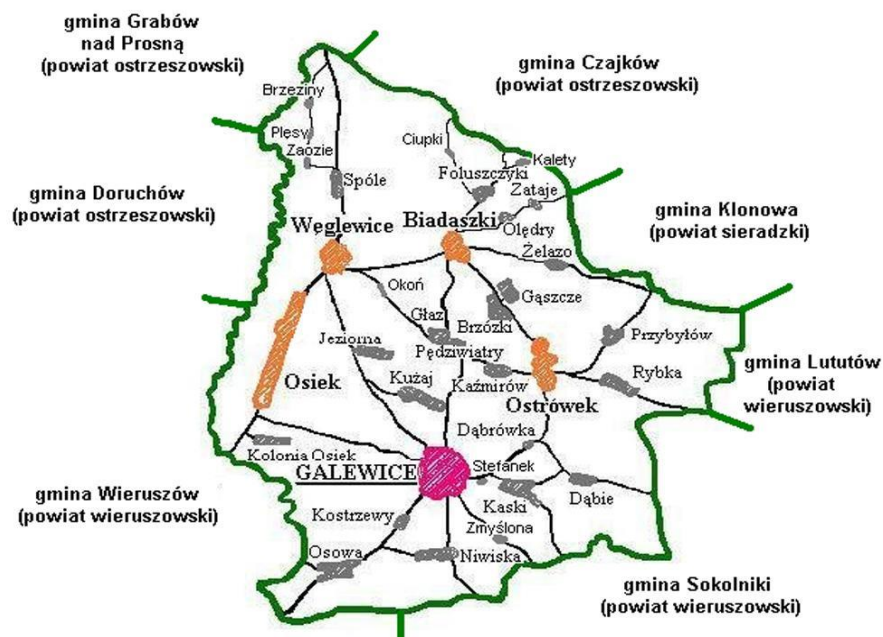 gmina Grabów
nad Prosną
(powiat ostrzeszowski)
gmina Czajków
(powiat ostrzeszowski)
Brzeziny
Plęsy
Zaozie
Spóle
Ciupki
Foluszczyki
Kalety
Zataje
gmina Doruchów
(powiat ostrzeszowski)
gmina Klonowa
(powiat sieradzki)
Węglewice
Biadaszki
Olędry
Żelazo
Okoń
Gąszcze
Głaz
Brzózki
Jeziorna
Pędziwiatry
Przybyłów
Osiek
Kużaj
Kaźmirów
Rybka
Ostrówek
gmina Lututów
(powiat
wieruszowski)
Dąbrówka
Kolonia Osiek
GALEWICE
Stefanek
Kaski
Dąbie
gmina Wieruszów
(powiat wieruszowski)
Kostrzewy
Zmyślona
Osowa
Niwiska
gmina Sokolniki
(powiat wieruszowski)